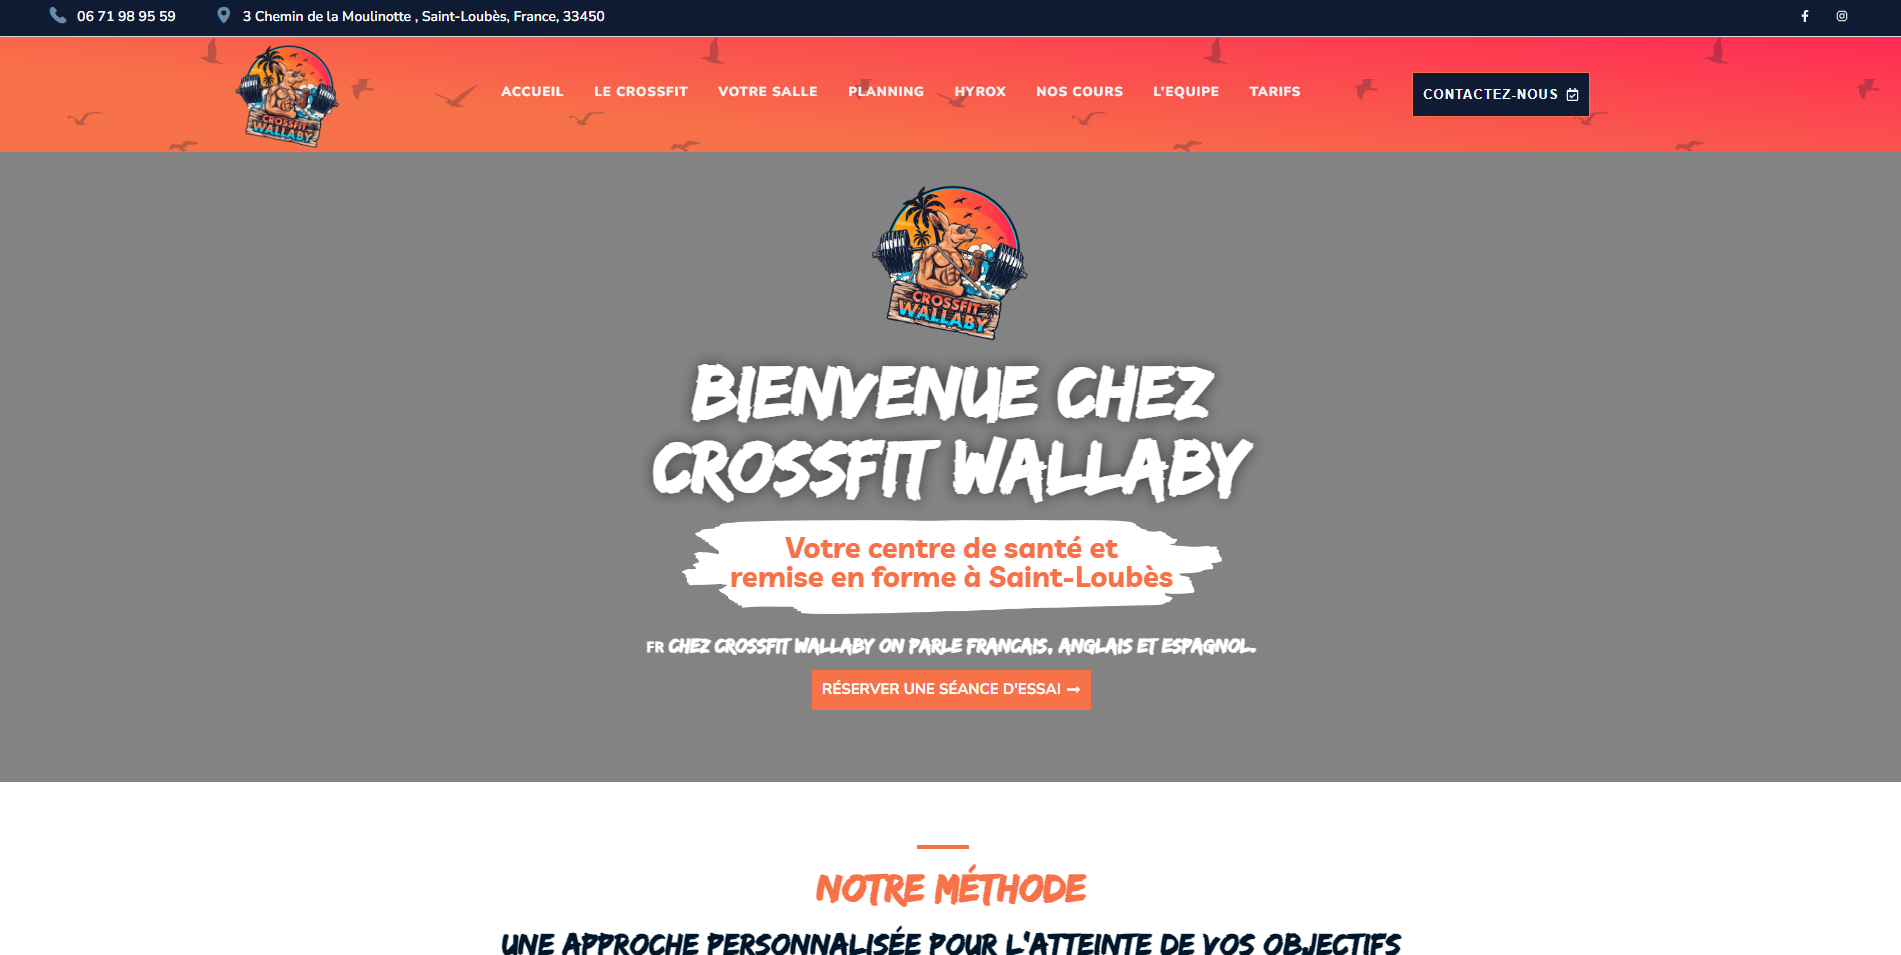 06 71 98 95 59
3 Chemin de la Moulinotte , Saint-Loubès, France, 33450
CROSSFIT
WALLABY
ACCUEIL
LE CROSSFIT
VOTRE SALLE
PLANNING
HYROX
NOS COURS
L'EQUIPE
TARIFS
CONTACTEZ-NOUS
CROSSFIT
WALLABY
BIENVENUE CHEZ
CROSSFIT WALLABY
Votre centre de santé et
remise en forme à Saint-Loubès
FR CHEZ CROSSFIT WALLABY ON PARLE FRANCAIS, ANGLAIS ET ESPAGNOL.
RÉSERVER UNE SÉANCE D'ESSAI
NOTRE MÉTHODE
UNE APPROCHE PERSONNALISÉE POUR L'ATTEINTE DE VOS OBJECTIFS